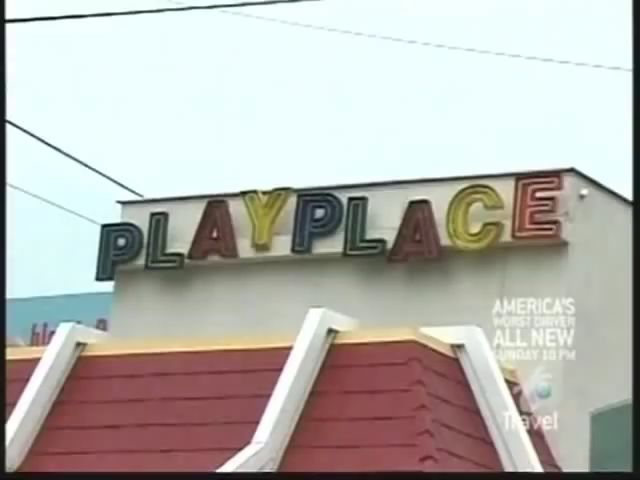 PLAYPLACE
AMERICA'S
WORST DRIVER
ALL NEW
SUNDAY 10 PM
Travel